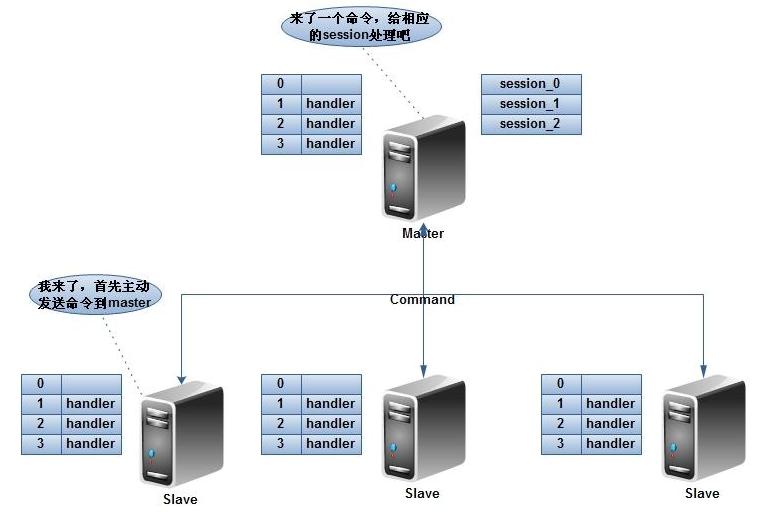 来了一个命令，给相应
的session处理吧
0
1 handler
2 handler
3 handler
session_0
session_1
session_2
Master
我来了，首先主动
发送命令到master
Command
0
1 handler
2 handler
3 handler
Slave
0
1 handler
2 handler
3 handler
Slave
0
1 handler
2 handler
3 handler
Slave